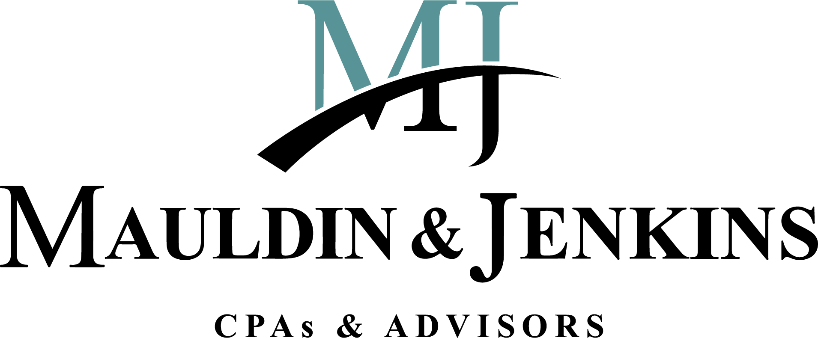 MJ
MAULDIN & JENKINS
CPAs & ADVISORS